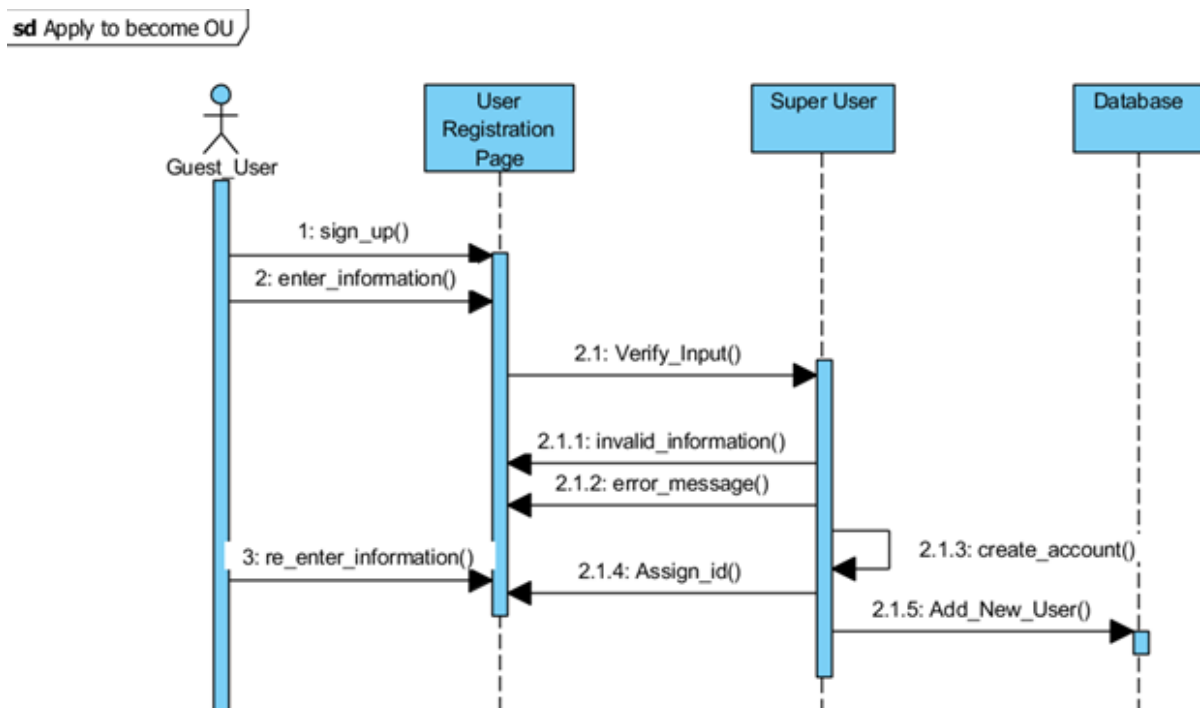 sd Apply to become OU
User
Registration
Page
Super User
Database
Guest_User
1: sign_up()
2: enter_information()
2.1: Verify_Input()
2.1.1: invalid_information()
2.1.2: error_message()
3: re_enter_information()
2.1.3: create_account()
2.1.4: Assign_id()
2.1.5: Add_New_User()